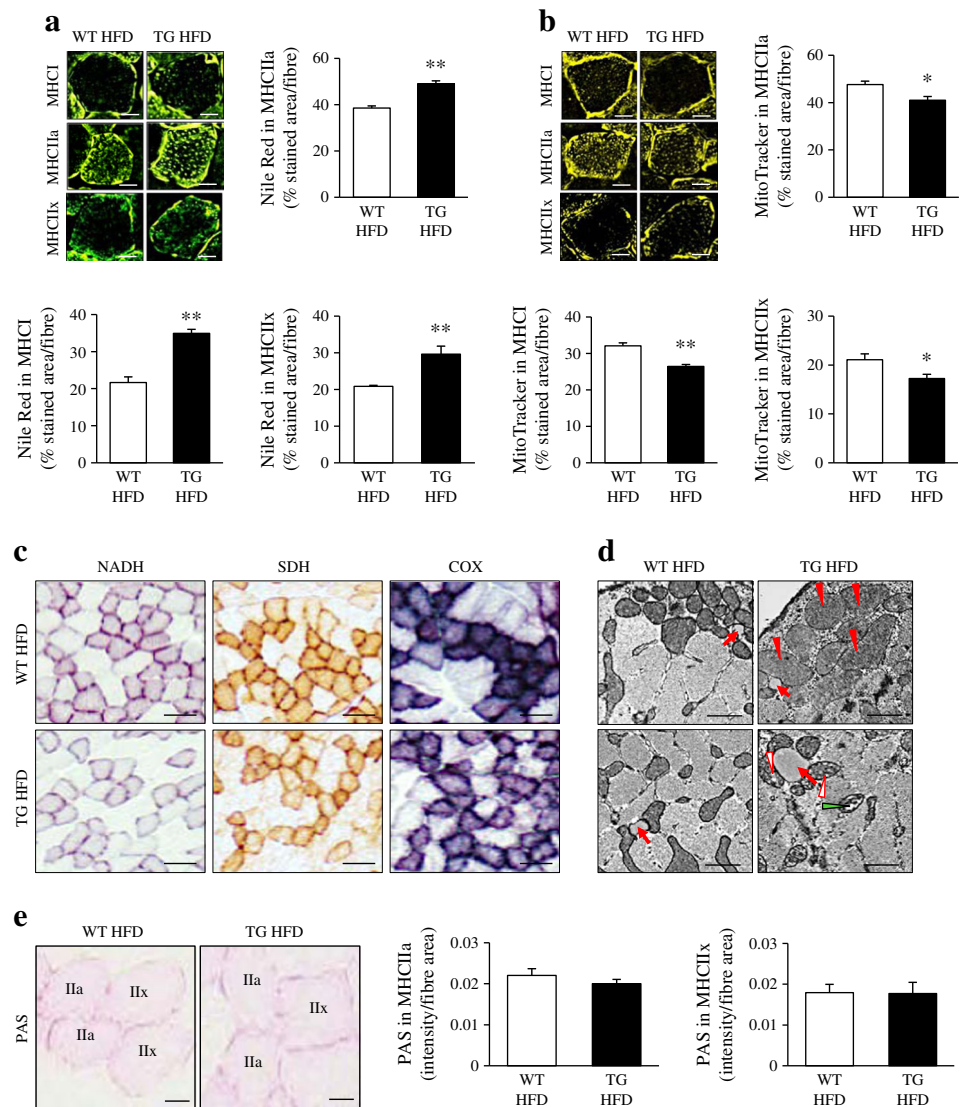 a
WT HFD
TG HFD
MHCI
MHCIIa
MHCIIx
Nile Red in MHCIIa
(% stained area/fibre)
60
40
20
0
**
WT
HFD
TG
HFD
b
WT HFD
TG HFD
MHCI
MHCIIa
MHCIIx
MitoTracker in MHCIIa
(% stained area/fibre)
60
40
20
0
*
WT
HFD
TG
HFD
Nile Red in MHCI
(% stained area/fibre)
40
30
20
10
0
**
WT
HFD
TG
HFD
Nile Red in MHCIIx
(% stained area/fibre)
40
30
20
10
0
**
WT
HFD
TG
HFD
MitoTracker in MHCI
(% stained area/fibre)
40
30
20
10
0
**
WT
HFD
TG
HFD
MitoTracker in MHCIIx
(% stained area/fibre)
30
20
10
0
*
WT
HFD
TG
HFD
c
NADH
SDH
COX
WT HFD
TG HFD
d
WT HFD
TG HFD
e
WT HFD
TG HFD
PAS
IIa
IIx
IIa
IIx
IIa
IIx
IIa
PAS in MHCIIa
(intensity/fibre area)
0.03
0.02
0.01
0
WT
HFD
TG
HFD
PAS in MHCIIx
(intensity/fibre area)
0.03
0.02
0.01
0
WT
HFD
TG
HFD